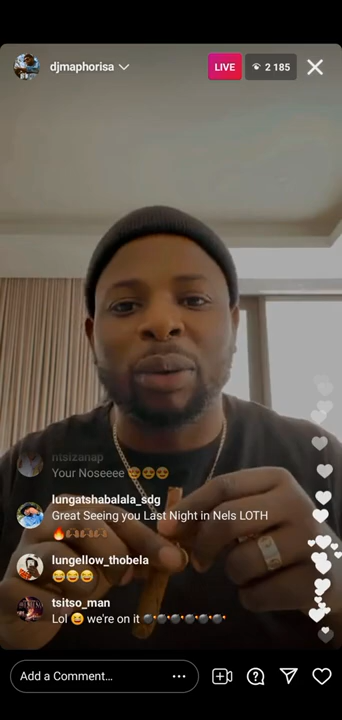 djmaphorisa
LIVE
2 185
ntsizanap
Your Noseeee 😍😍😍
lungatshabalala_sdg
Great Seeing you Last Night in Nels LOTH
lungellow_thobela
😂😂😂
tsitso_man
Lol 😆 we're on it 💣💣💣💣💣💣💣
Add a Comment...